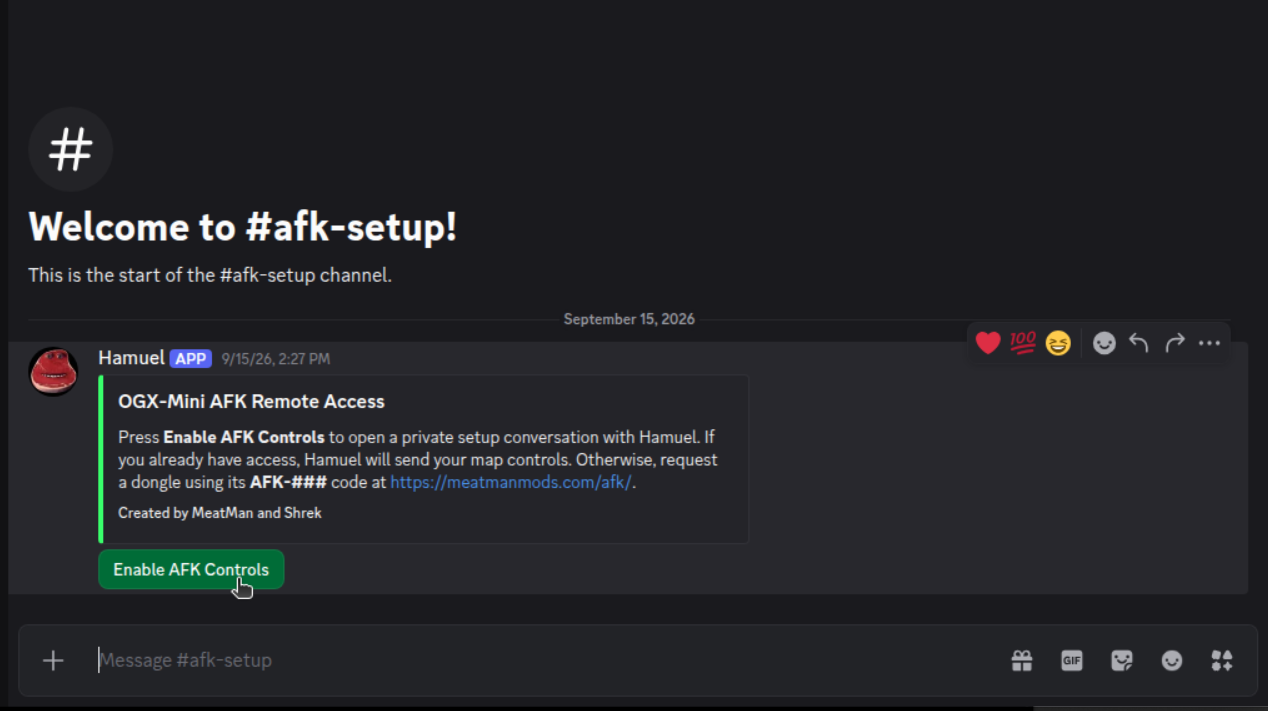 Welcome to #afk-setup!
This is the start of the #afk-setup channel.
September 15, 2026
Hamuel APP 9/15/26, 2:27 PM
OGX-Mini AFK Remote Access
Press Enable AFK Controls to open a private setup conversation with Hamuel. If
you already have access, Hamuel will send your map controls. Otherwise, request
a dongle using its AFK-### code at https://meatmanmods.com/afk/.
Created by MeatMan and Shrek
Enable AFK Controls
Message #afk-setup
GIF